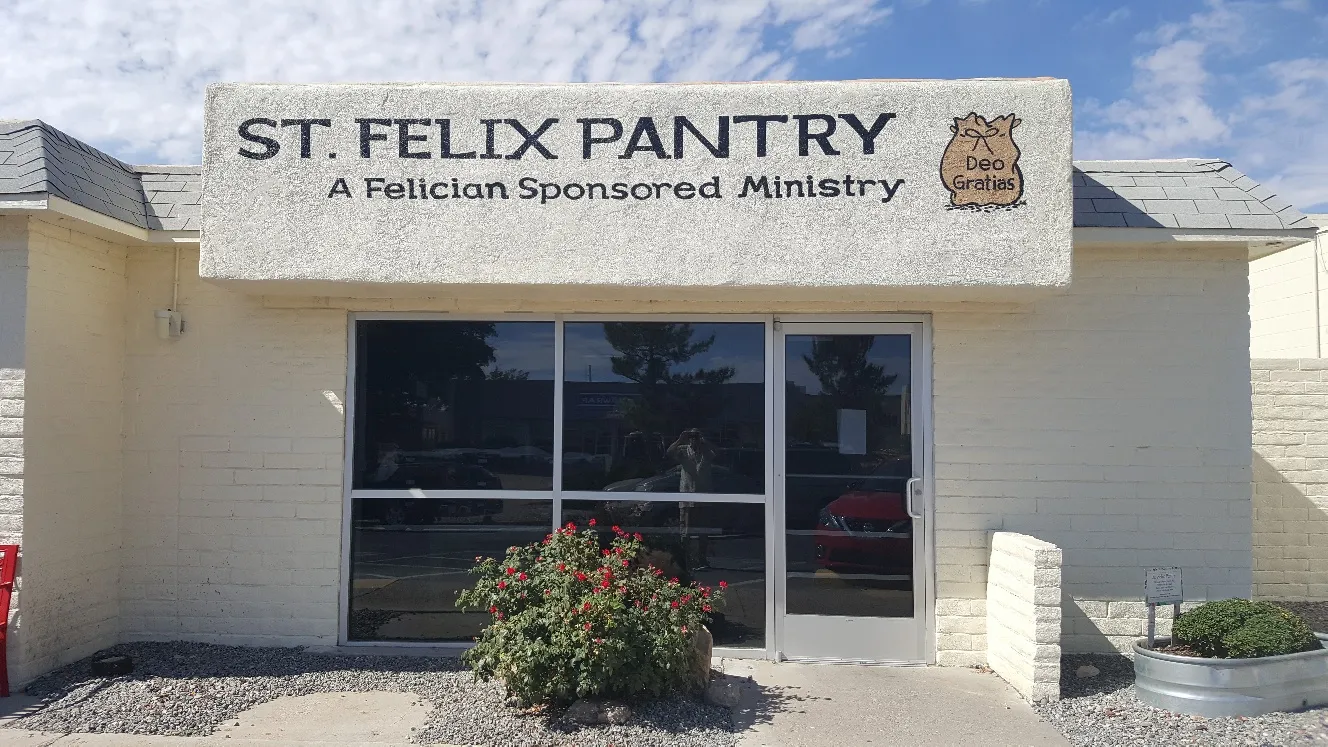 ST. FELIX PANTRY
A Felician Sponsored Ministry
Deo
Gratias